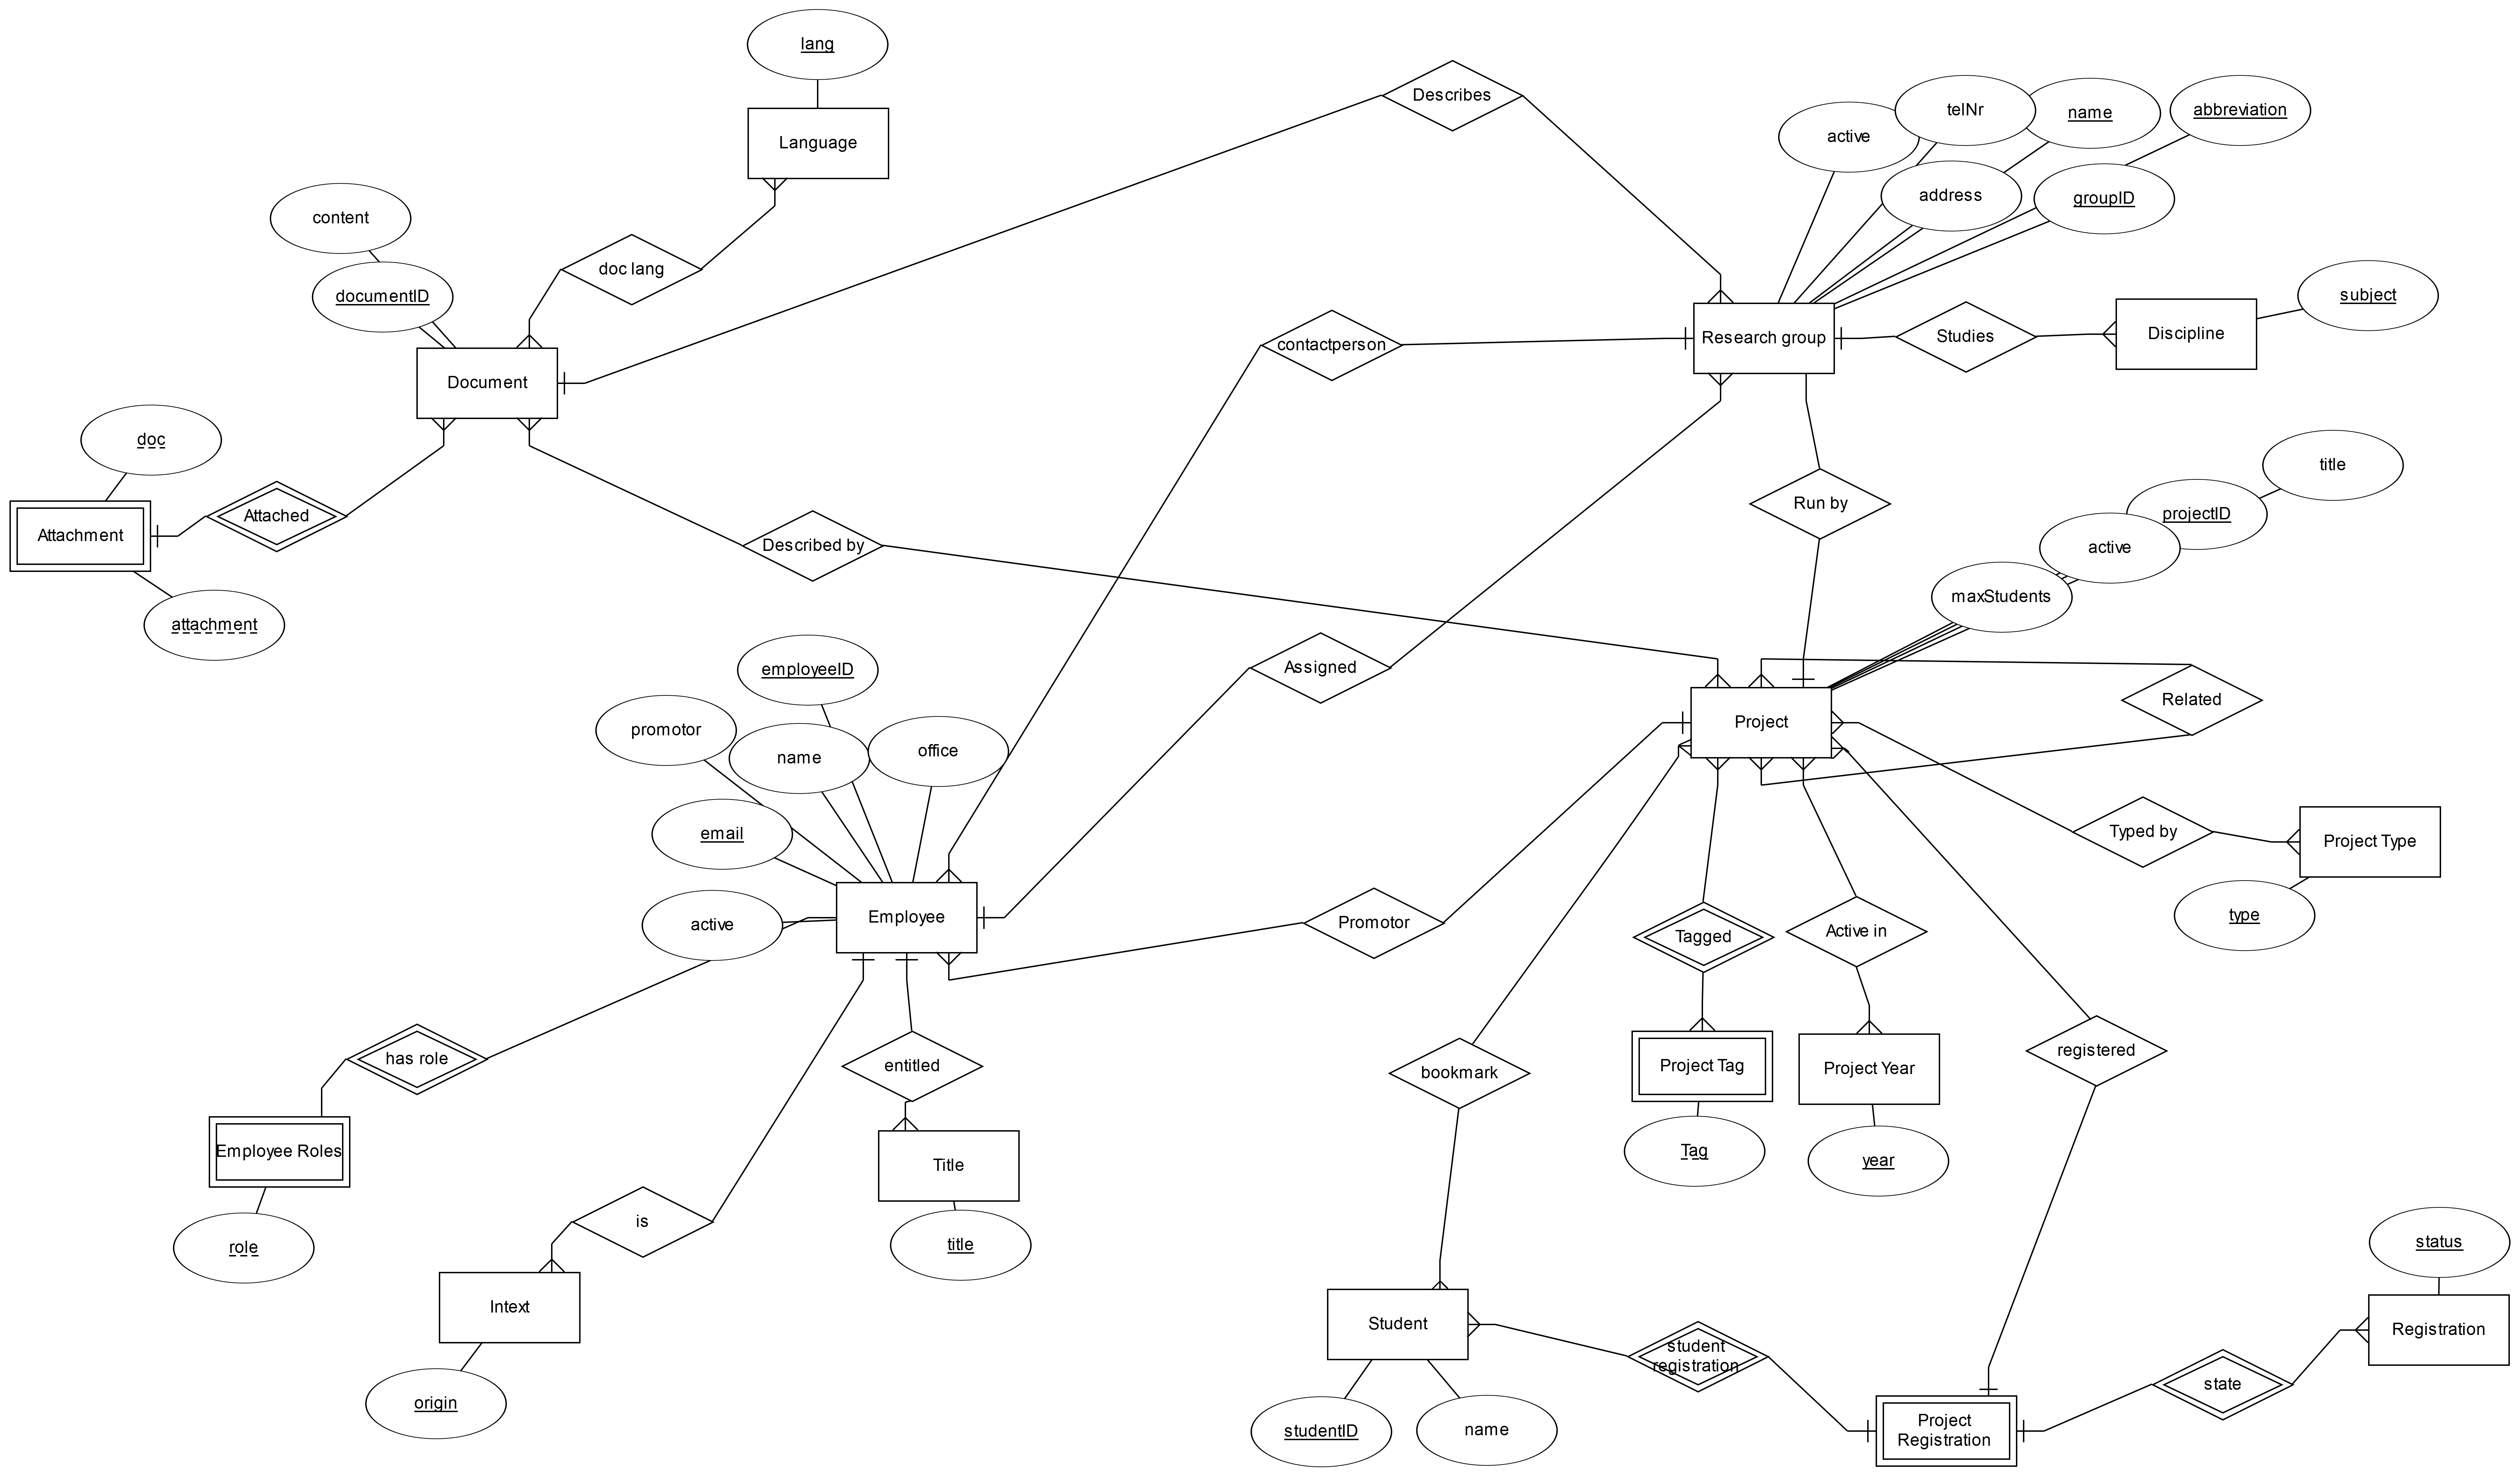 lang
Language
Describes
active
telNr
name
abbreviation
address
groupID
content
documentID
doc lang
Document
contactperson
Research group
Studies
Discipline
subject
doc
Attachment
Attached
attachment
Described by
Run by
title
projectID
active
maxStudents
Assigned
employeeID
promotor
name
office
email
Project
Related
active
Employee
Promotor
Tagged
Active in
Typed by
Project Type
type
has role
entitled
bookmark
Project Tag
Project Year
registered
Employee Roles
Title
Tag
year
role
is
title
Intext
origin
Student
student
registration
status
Registration
state
studentID
name
Project
Registration